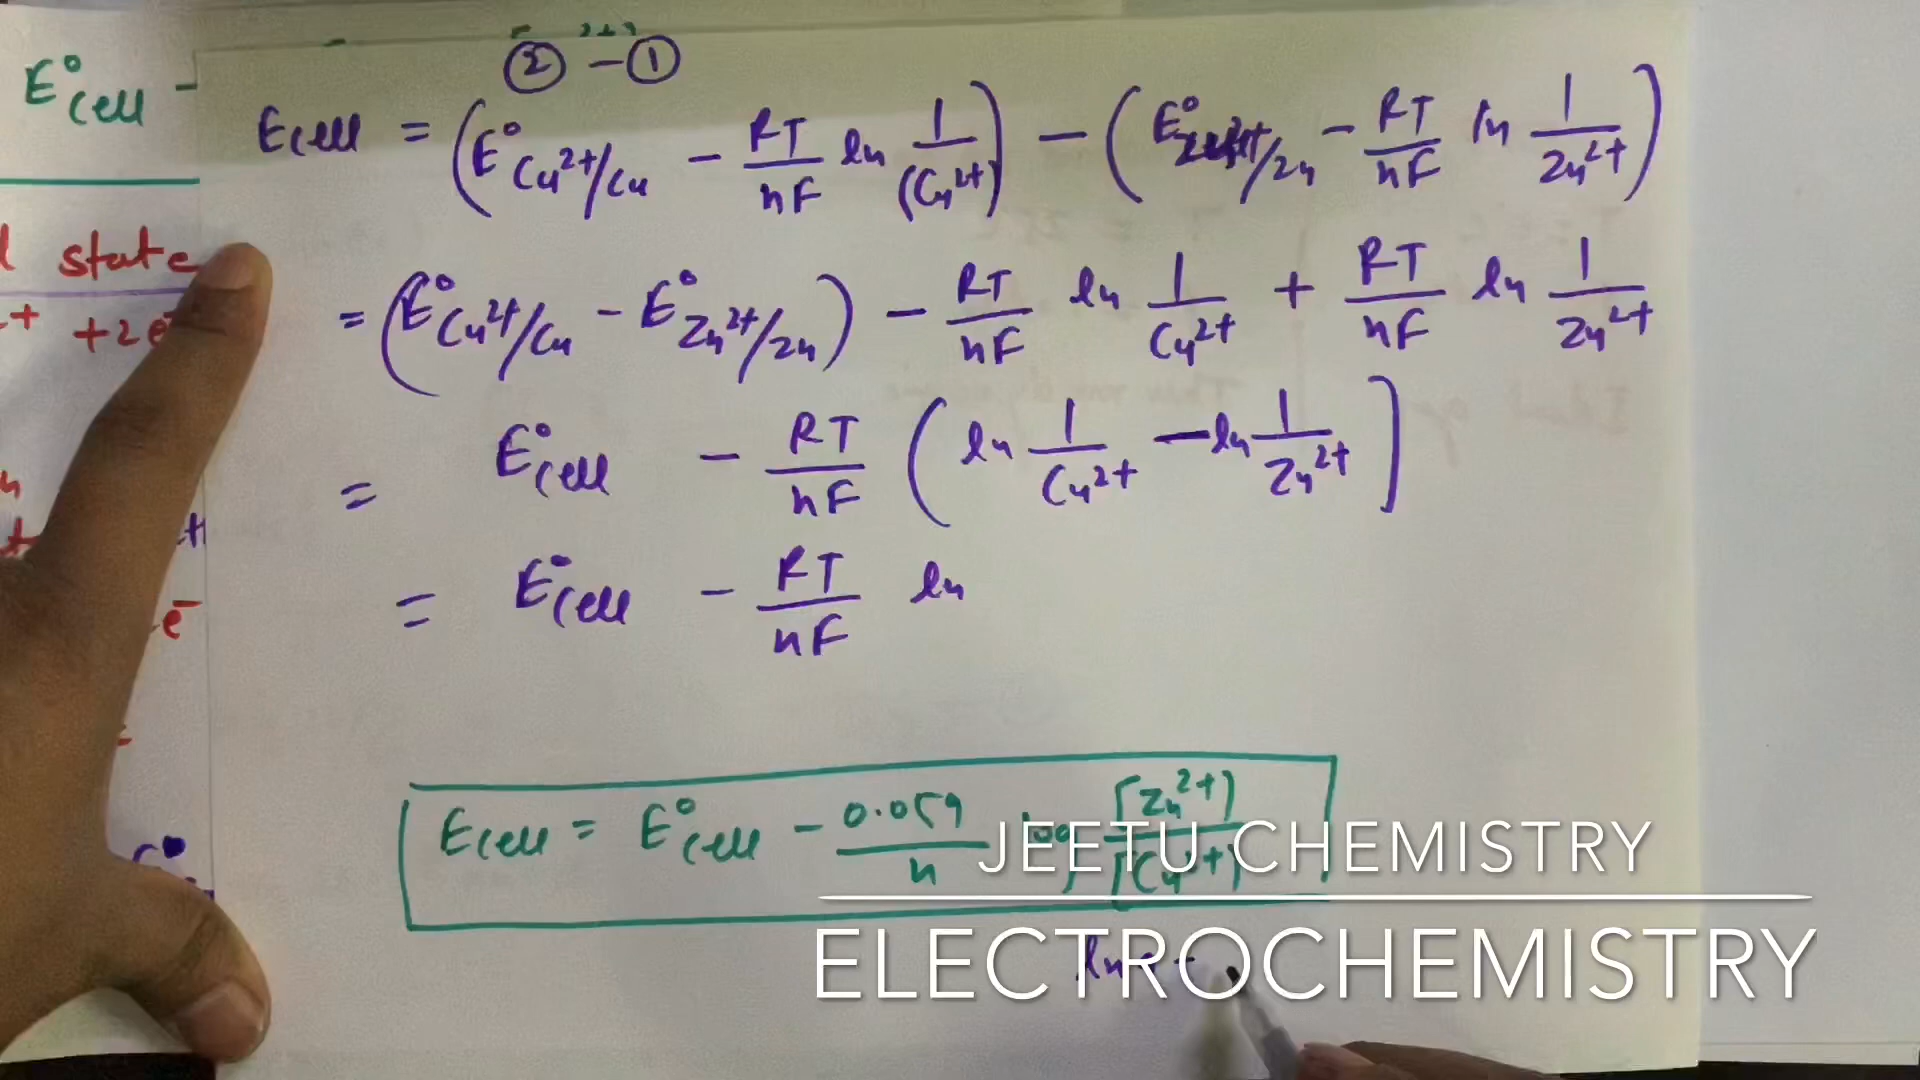 E°cell –
② – ①
Ecell = (E°Cu²⁺/Cu – RT/nF ln 1/(Cu²⁺)) – (E°Zn²⁺/Zn – RT/nF ln 1/Zn²⁺)
l state
= (E°Cu²⁺/Cu – E°Zn²⁺/Zn) – RT/nF ln 1/Cu²⁺ + RT/nF ln 1/Zn²⁺
+ +2e⁻
= E°cell – RT/nF (ln 1/Cu²⁺ – ln 1/Zn²⁺]
= E°cell – RT/nF ln
e⁻
Ecell = E°cell – 0.059/n log [Zn²⁺]/[Cu²⁺]
JEETU CHEMISTRY
ELECTROCHEMISTRY
ln